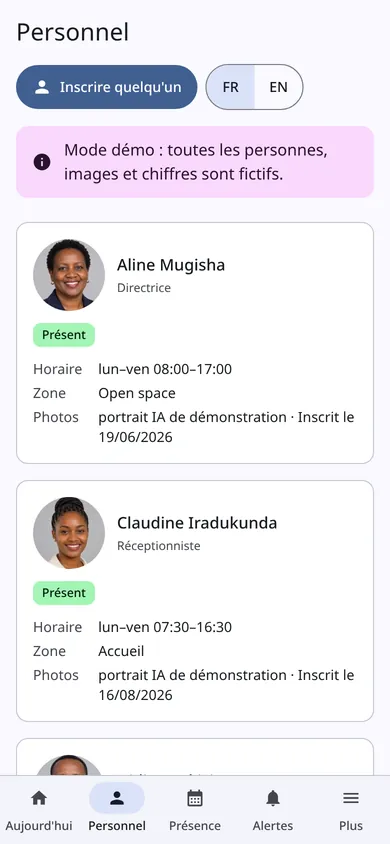 Personnel
Inscrire quelqu'un
FR
EN
Mode démo : toutes les personnes,
images et chiffres sont fictifs.
Aline Mugisha
Directrice
Présent
Horaire lun–ven 08:00–17:00
Zone Open space
Photos portrait IA de démonstration · Inscrit le
19/06/2026
Claudine Iradukunda
Réceptionniste
Présent
Horaire lun–ven 07:30–16:30
Zone Accueil
Photos portrait IA de démonstration · Inscrit le
16/08/2026
Aujourd'hui
Personnel
Présence
Alertes
Plus